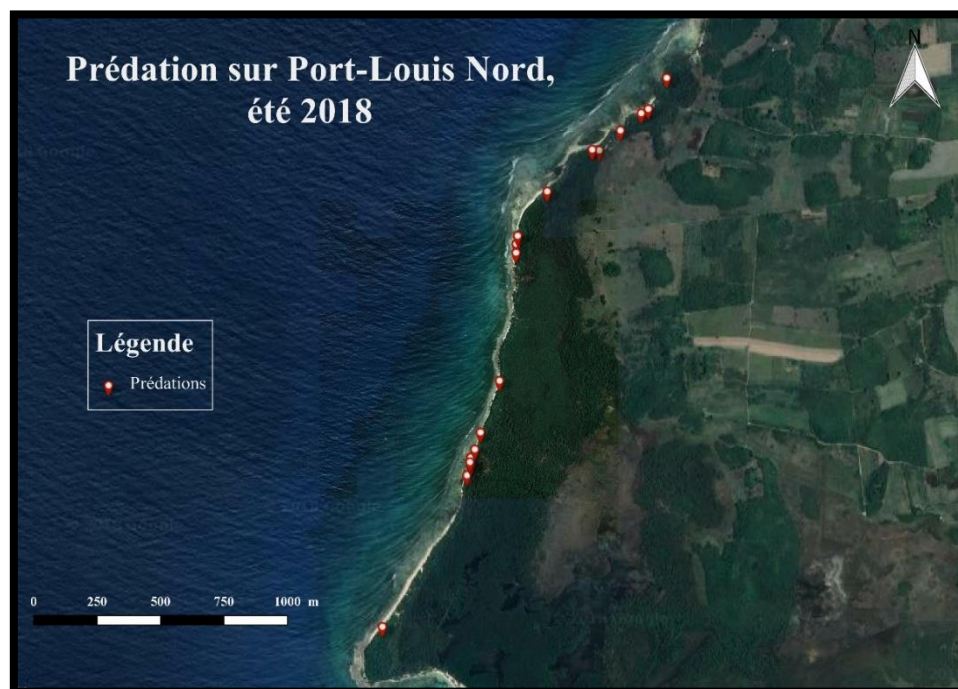 Prédation sur Port-Louis Nord,
été 2018
N
Légende
Prédations
0 250 500 750 1000 m